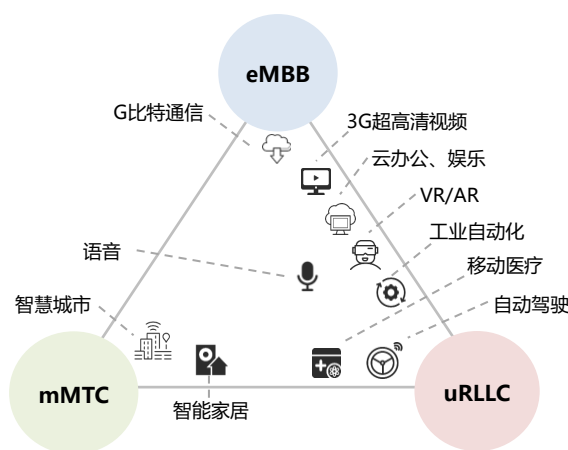 eMBB
G比特通信
3G超高清视频
云办公、娱乐
VR/AR
工业自动化
语音
移动医疗
智慧城市
自动驾驶
mMTC
uRLLC
智能家居